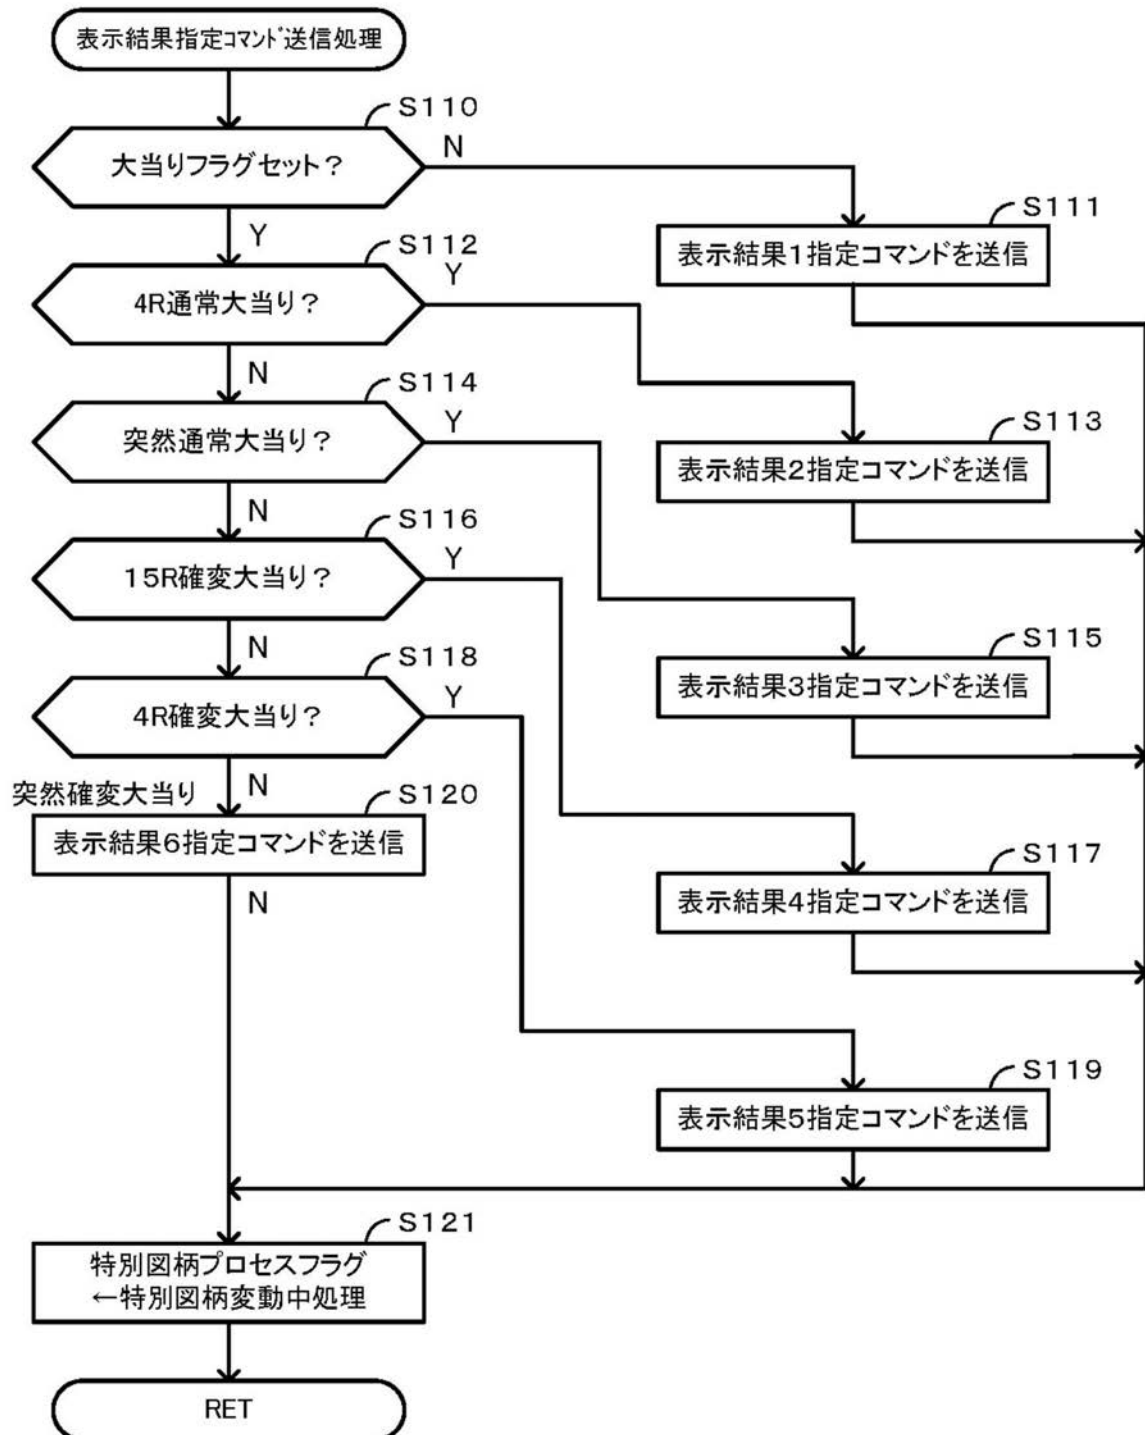 表示結果指定ｺﾏﾝﾄﾞ送信処理
S110
大当りフラグセット？
N
Y
S111
表示結果1指定コマンドを送信
S112
4R通常大当り？
Y
N
S113
表示結果2指定コマンドを送信
S114
突然通常大当り？
Y
N
S115
表示結果3指定コマンドを送信
S116
15R確変大当り？
Y
N
S117
表示結果4指定コマンドを送信
S118
4R確変大当り？
Y
N
S119
表示結果5指定コマンドを送信
突然確変大当り
S120
表示結果6指定コマンドを送信
N
S121
特別図柄プロセスフラグ
←特別図柄変動中処理
RET